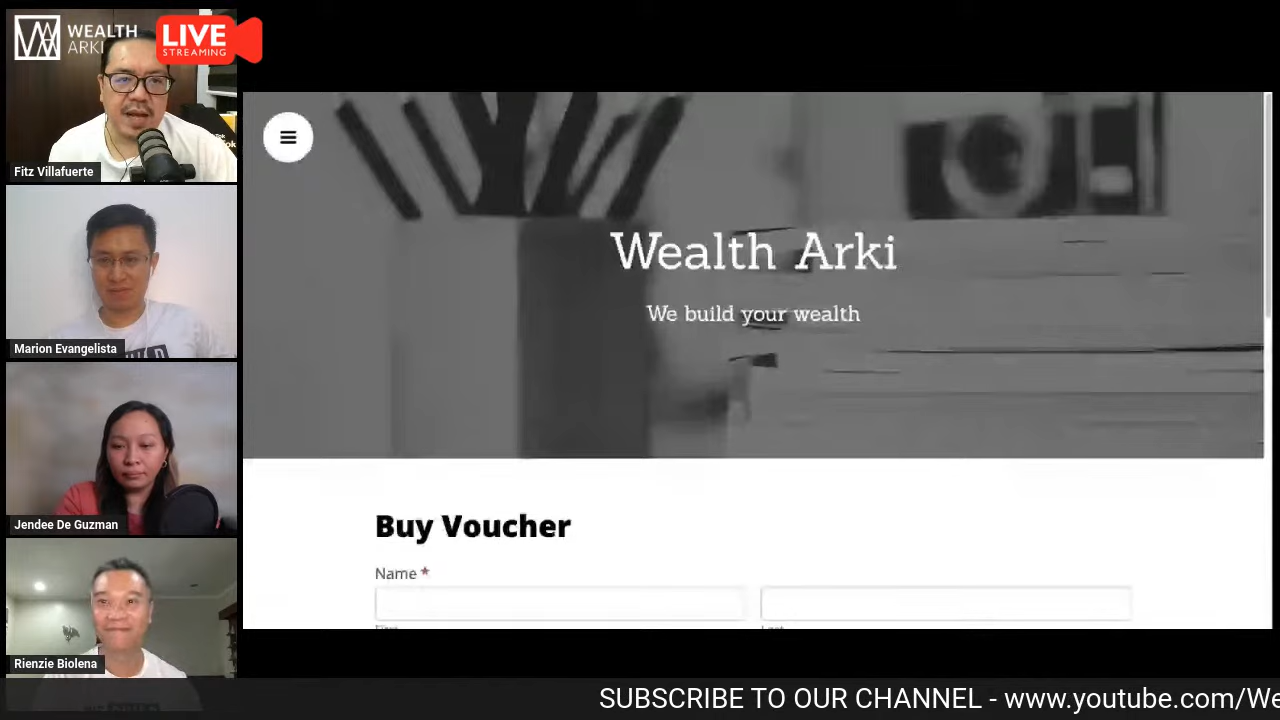 WEALTH
ARKI
LIVE
STREAMING
Fitz Villafuerte
Marion Evangelista
Jendee De Guzman
Rienzie Biolena
Wealth Arki
We build your wealth
Buy Voucher
Name *
SUBSCRIBE TO OUR CHANNEL - www.youtube.com/We